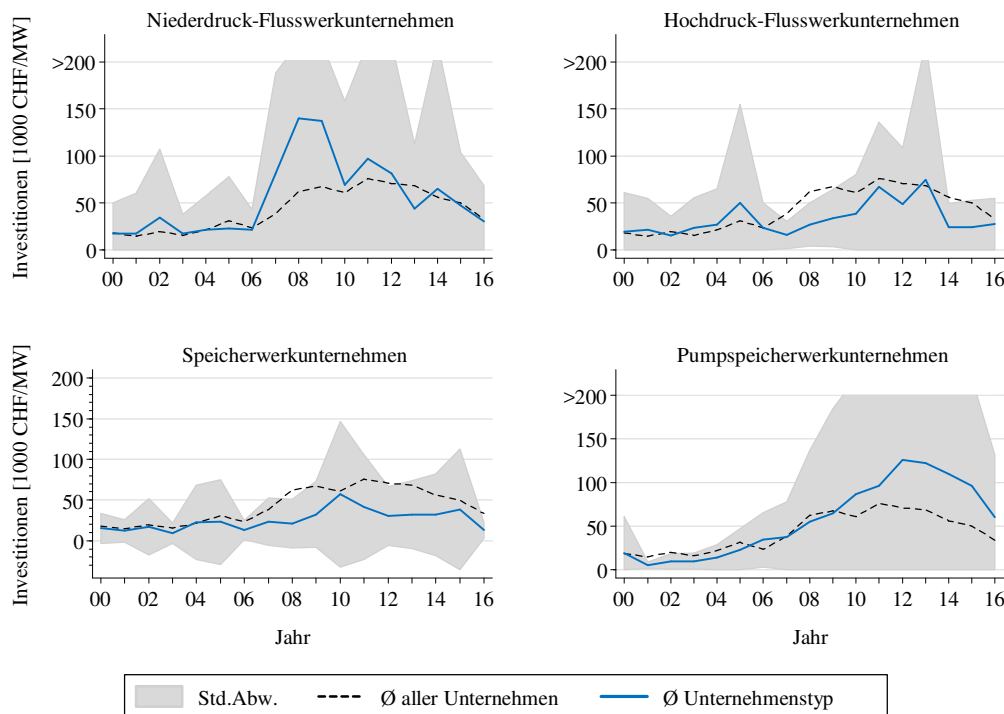 Niederdruck-Flusswerkunternehmen
Hochdruck-Flusswerkunternehmen
Investitionen [1000 CHF/MW]
>200
150
100
50
0
00 02 04 06 08 10 12 14 16
>200
150
100
50
0
00 02 04 06 08 10 12 14 16
Speicherwerkunternehmen
Pumpspeicherwerkunternehmen
Investitionen [1000 CHF/MW]
200
150
100
50
0
00 02 04 06 08 10 12 14 16
Jahr
>200
150
100
50
0
00 02 04 06 08 10 12 14 16
Jahr
Std.Abw. Ø aller Unternehmen Ø Unternehmenstyp